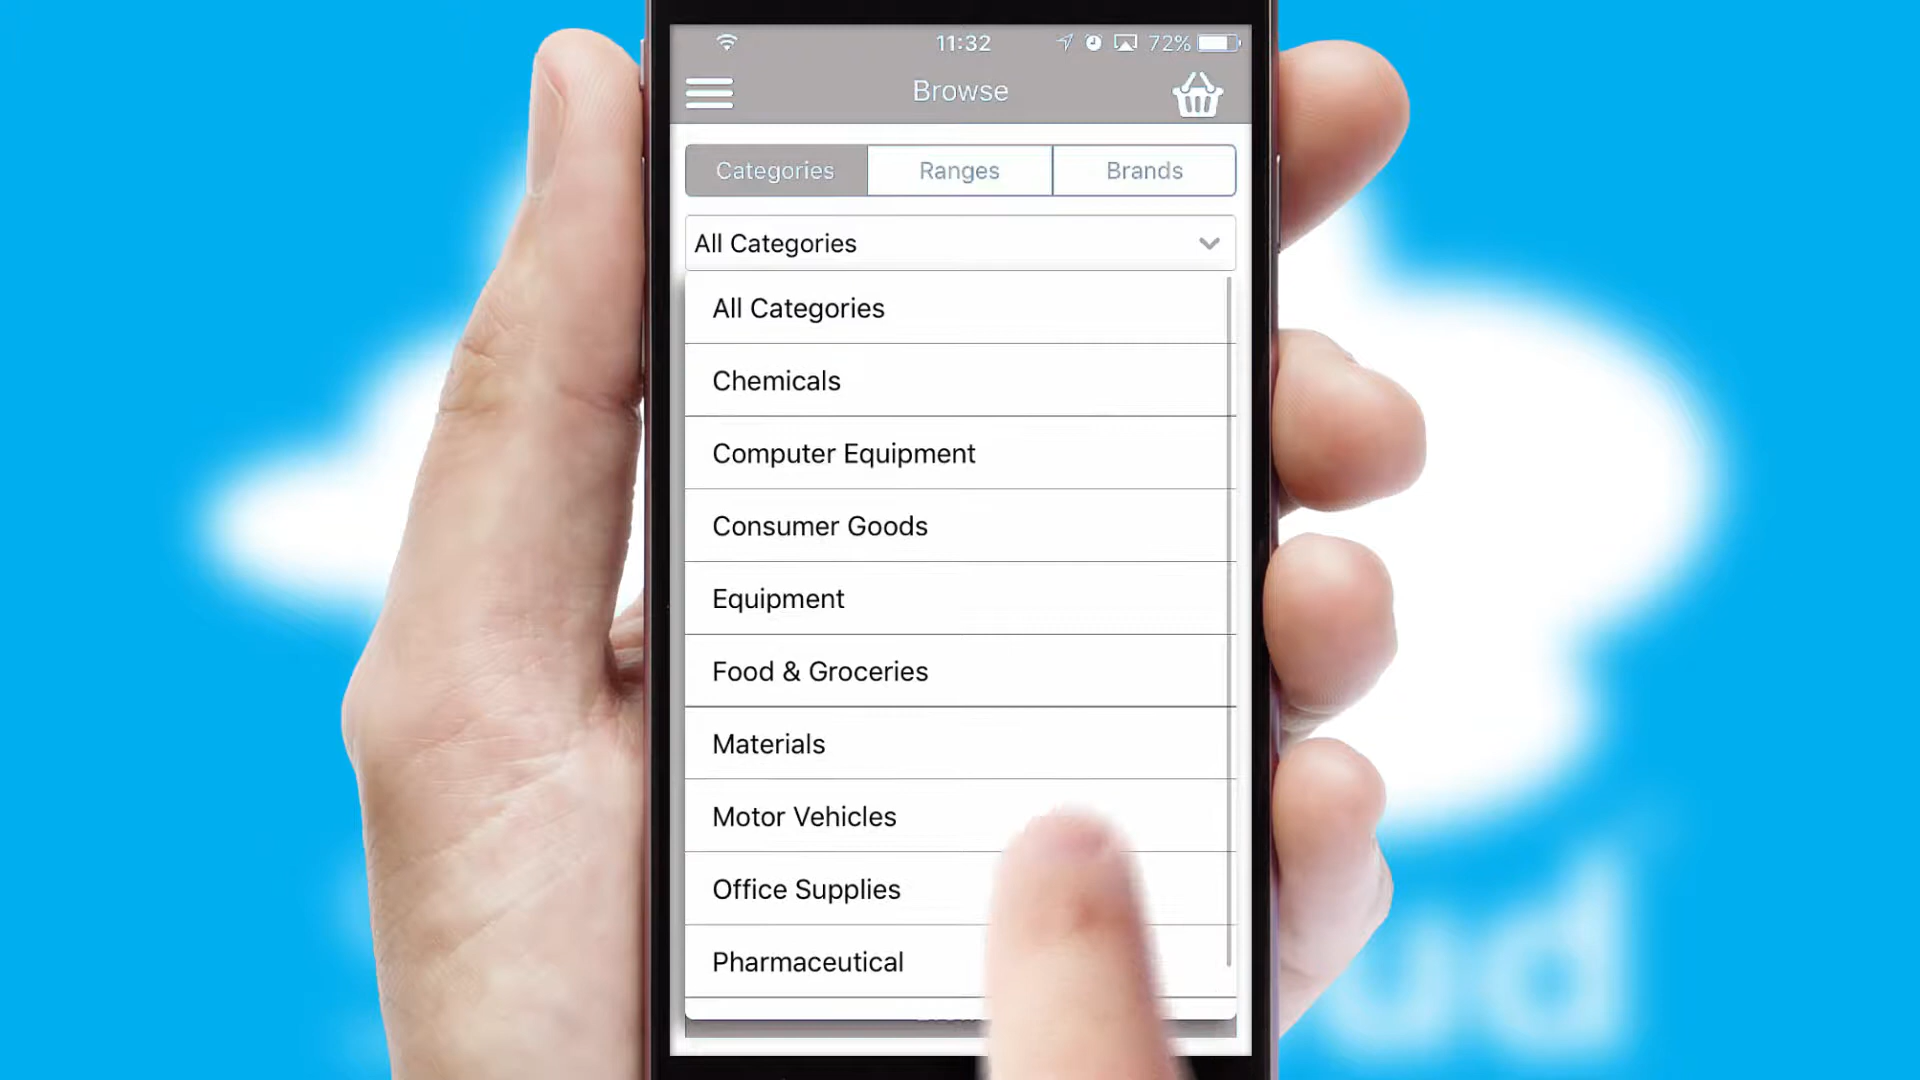 11:32
72%
Browse
Categories Ranges Brands
All Categories
All Categories
Chemicals
Computer Equipment
Consumer Goods
Equipment
Food & Groceries
Materials
Motor Vehicles
Office Supplies
Pharmaceutical